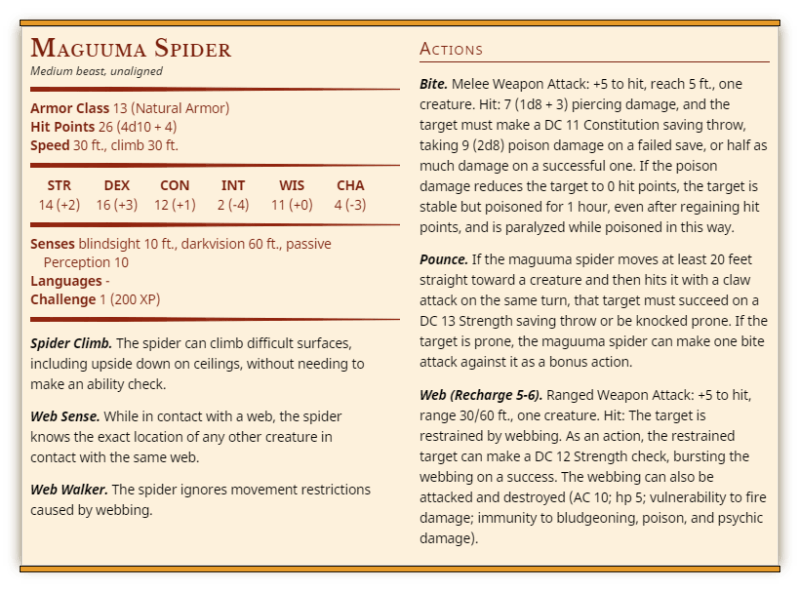 Maguuma Spider
Medium beast, unaligned
Armor Class 13 (Natural Armor)
Hit Points 26 (4d10 + 4)
Speed 30 ft., climb 30 ft.
STR DEX CON INT WIS CHA
14 (+2) 16 (+3) 12 (+1) 2 (-4) 11 (+0) 4 (-3)
Senses blindsight 10 ft., darkvision 60 ft., passive
Perception 10
Languages -
Challenge 1 (200 XP)
Spider Climb. The spider can climb difficult surfaces,
including upside down on ceilings, without needing to
make an ability check.
Web Sense. While in contact with a web, the spider
knows the exact location of any other creature in
contact with the same web.
Web Walker. The spider ignores movement restrictions
caused by webbing.
Actions
Bite. Melee Weapon Attack: +5 to hit, reach 5 ft., one
creature. Hit: 7 (1d8 + 3) piercing damage, and the
target must make a DC 11 Constitution saving throw,
taking 9 (2d8) poison damage on a failed save, or half as
much damage on a successful one. If the poison
damage reduces the target to 0 hit points, the target is
stable but poisoned for 1 hour, even after regaining hit
points, and is paralyzed while poisoned in this way.
Pounce. If the maguuma spider moves at least 20 feet
straight toward a creature and then hits it with a claw
attack on the same turn, that target must succeed on a
DC 13 Strength saving throw or be knocked prone. If the
target is prone, the maguuma spider can make one bite
attack against it as a bonus action.
Web (Recharge 5-6). Ranged Weapon Attack: +5 to hit,
range 30/60 ft., one creature. Hit: The target is
restrained by webbing. As an action, the restrained
target can make a DC 12 Strength check, bursting the
webbing on a success. The webbing can also be
attacked and destroyed (AC 10; hp 5; vulnerability to fire
damage; immunity to bludgeoning, poison, and psychic
damage).